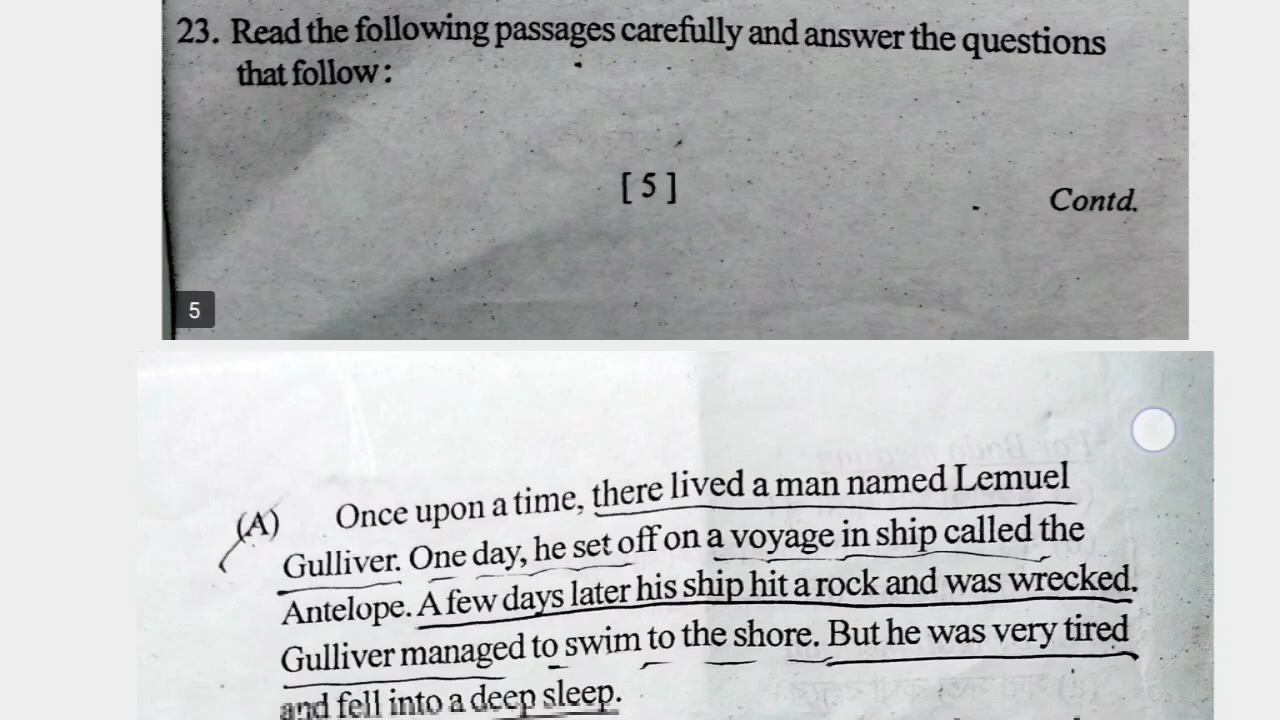 23. Read the following passages carefully and answer the questions
that follow:
[ 5 ]
Contd.
5
(A) Once upon a time, there lived a man named Lemuel
Gulliver. One day, he set off on a voyage in ship called the
Antelope. A few days later his ship hit a rock and was wrecked.
Gulliver managed to swim to the shore. But he was very tired
and fell into a deep sleep.